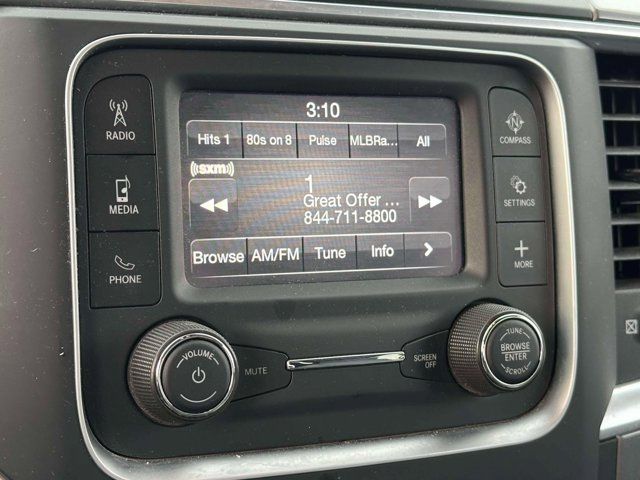 3:10
Hits 1 80s on 8 Pulse MLBRa... All
((sxm))
1
Great Offer ...
844-711-8800
Browse AM/FM Tune Info
RADIO
MEDIA
PHONE
N
COMPASS
SETTINGS
+
MORE
VOLUME
MUTE
SCREEN
OFF
TUNE
BROWSE
ENTER
SCROLL